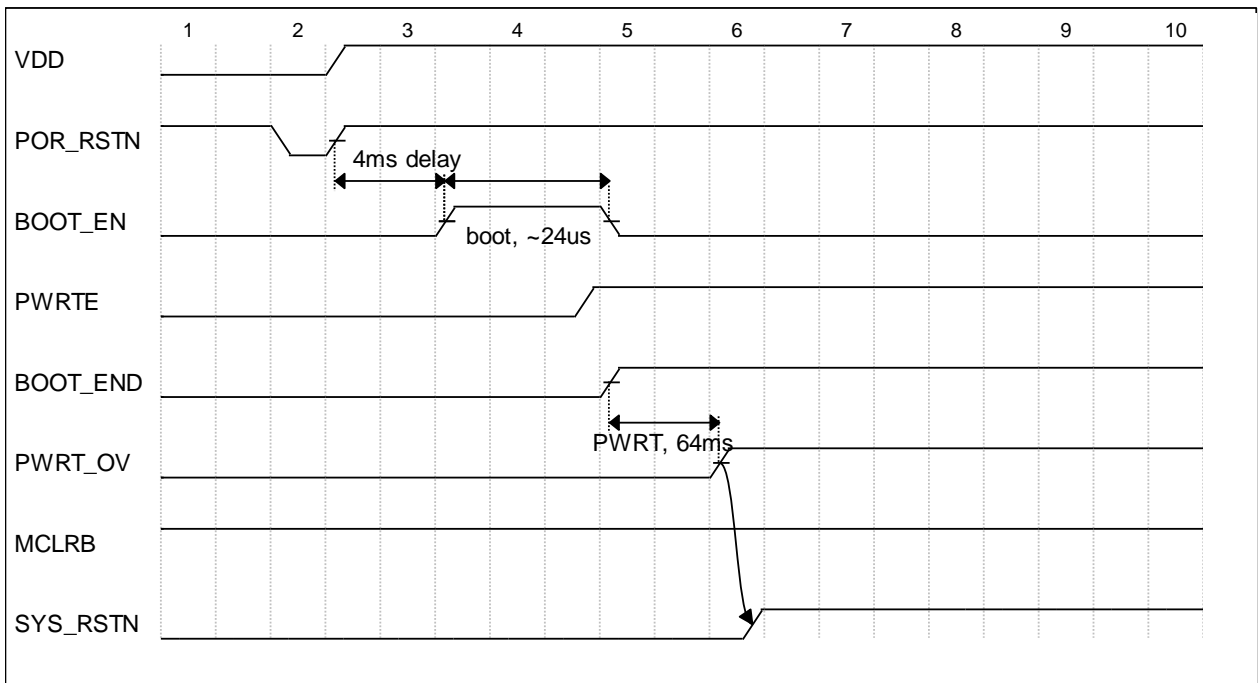 1 2 3 4 5 6 7 8 9 10
VDD
POR_RSTN
4ms delay
BOOT_EN
boot, ~24us
PWRTE
BOOT_END
PWRT, 64ms
PWRT_OV
MCLRB
SYS_RSTN